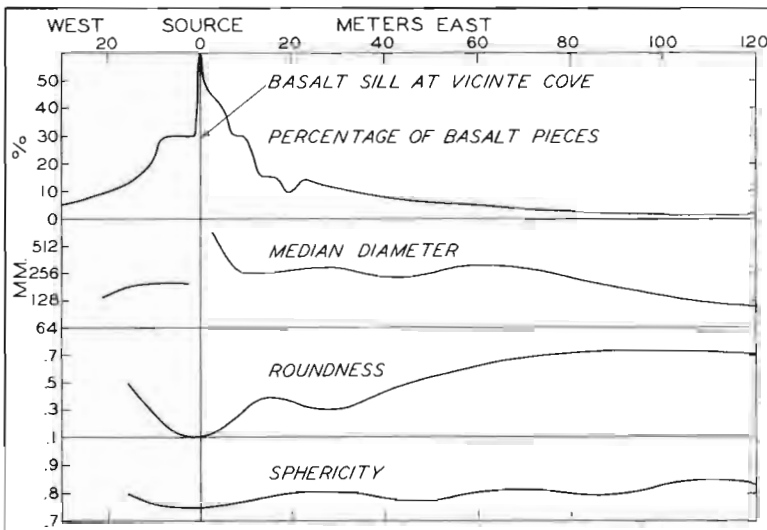 WEST SOURCE METERS EAST
20 0 20 40 60 80 100 120
BASALT SILL AT VICINTE COVE
PERCENTAGE OF BASALT PIECES
%
50
40
30
20
10
0
MEDIAN DIAMETER
MM.
512
256
128
64
ROUNDNESS
.7
.5
.3
.1
SPHERICITY
.9
.8
.7